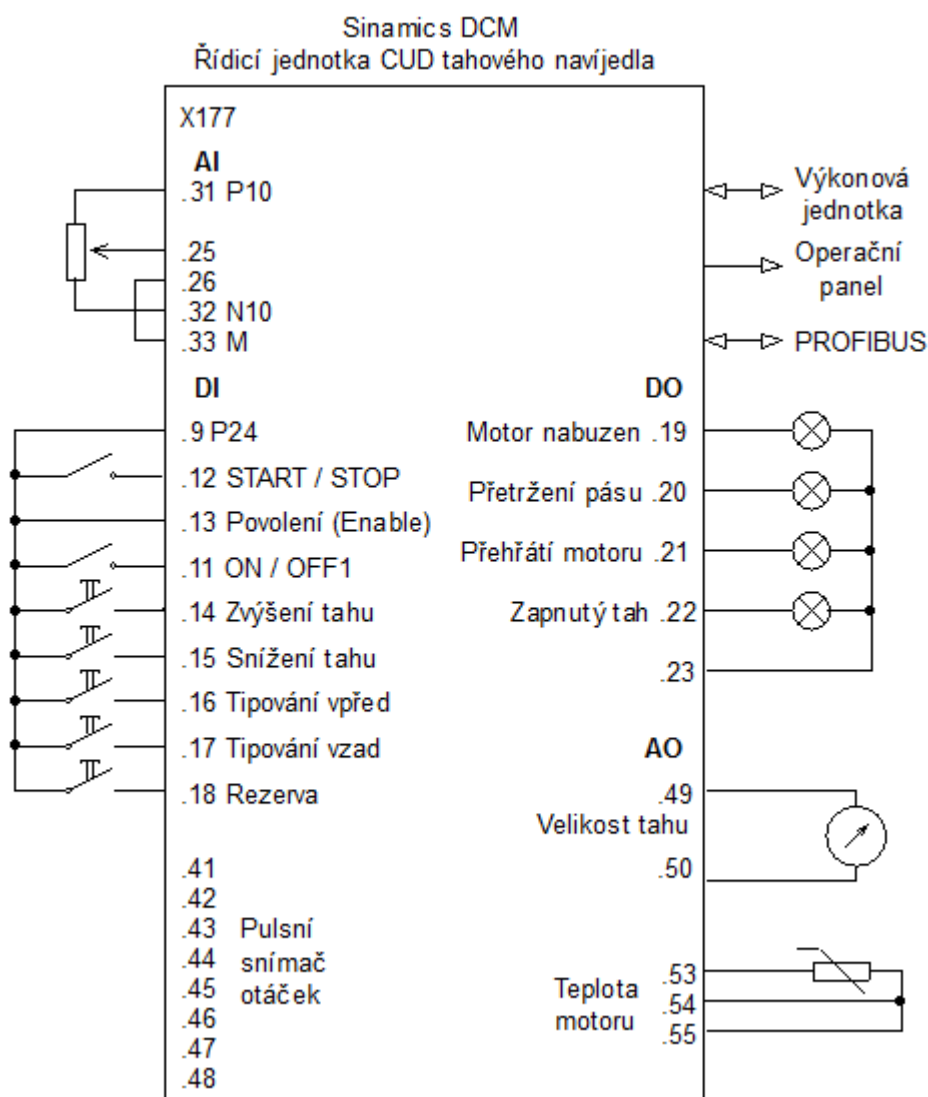 Sinamics DCM
Řídicí jednotka CUD tahového navíjedla
X177
AI
.31 P10
.25
.26
.32 N10
.33 M
DI
.9 P24
.12 START / STOP
.13 Povolení (Enable)
.11 ON / OFF1
.14 Zvýšení tahu
.15 Snížení tahu
.16 Tipování vpřed
.17 Tipování vzad
.18 Rezerva
.41
.42
.43 Pulsní
.44 snímač
.45 otáček
.46
.47
.48
Výkonová
jednotka
Operační
panel
PROFIBUS
DO
Motor nabuzen .19
Přetržení pásu .20
Přehřátí motoru .21
Zapnutý tah .22
.23
AO
.49
Velikost tahu
.50
.53
Teplota .54
motoru .55